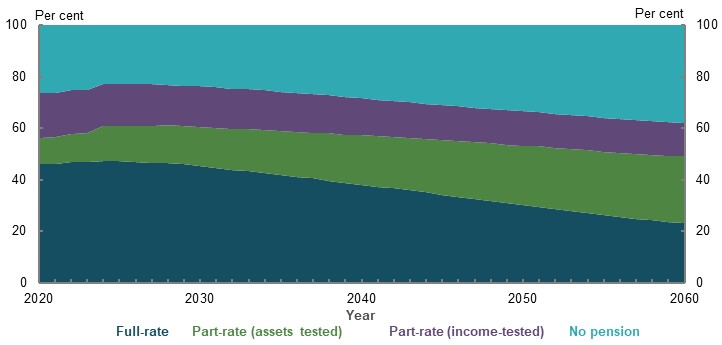 Per cent Per cent
100 100
80 80
60 60
40 40
20 20
0 0
2020 2030 2040 2050 2060
Year
Full-rate Part-rate (assets tested) Part-rate (income-tested) No pension